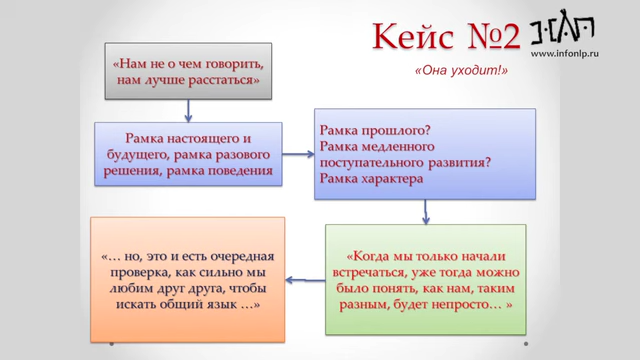 Кейс №2
www.infonlp.ru
«Она уходит!»
«Нам не о чем говорить,
нам лучше расстаться»
Рамка настоящего и
будущего, рамка разового
решения, рамка поведения
Рамка прошлого?
Рамка медленного
поступательного развития?
Рамка характера
«Когда мы только начали
встречаться, уже тогда можно
было понять, как нам, таким
разным, будет непросто… »
«… но, это и есть очередная
проверка, как сильно мы
любим друг друга, чтобы
искать общий язык …»